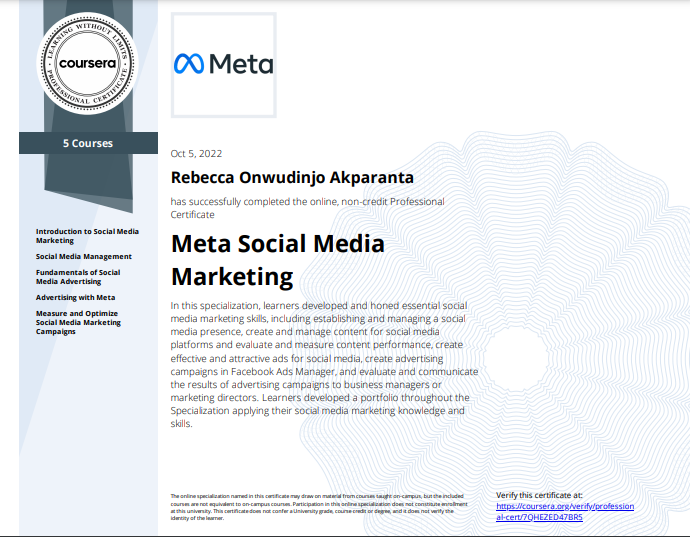 LEARNING WITHOUT LIMITS
coursera
PROFESSIONAL CERTIFICATE
5 Courses
Introduction to Social Media
Marketing
Social Media Management
Fundamentals of Social
Media Advertising
Advertising with Meta
Measure and Optimize
Social Media Marketing
Campaigns
Meta
Oct 5, 2022
Rebecca Onwudinjo Akparanta
has successfully completed the online, non-credit Professional
Certificate
Meta Social Media
Marketing
In this specialization, learners developed and honed essential social
media marketing skills, including establishing and managing a social
media presence, create and manage content for social media
platforms and evaluate and measure content performance, create
effective and attractive ads for social media, create advertising
campaigns in Facebook Ads Manager, and evaluate and communicate
the results of advertising campaigns to business managers or
marketing directors. Learners developed a portfolio throughout the
Specialization applying their social media marketing knowledge and
skills.
The online specialization named in this certificate may draw on material from courses taught on-campus, but the included
courses are not equivalent to on-campus courses. Participation in this online specialization does not constitute enrollment
at this university. This certificate does not confer a University grade, course credit or degree, and it does not verify the
identity of the learner.
Verify this certificate at:
https://coursera.org/verify/profession
al-cert/7QHEZED47BR5